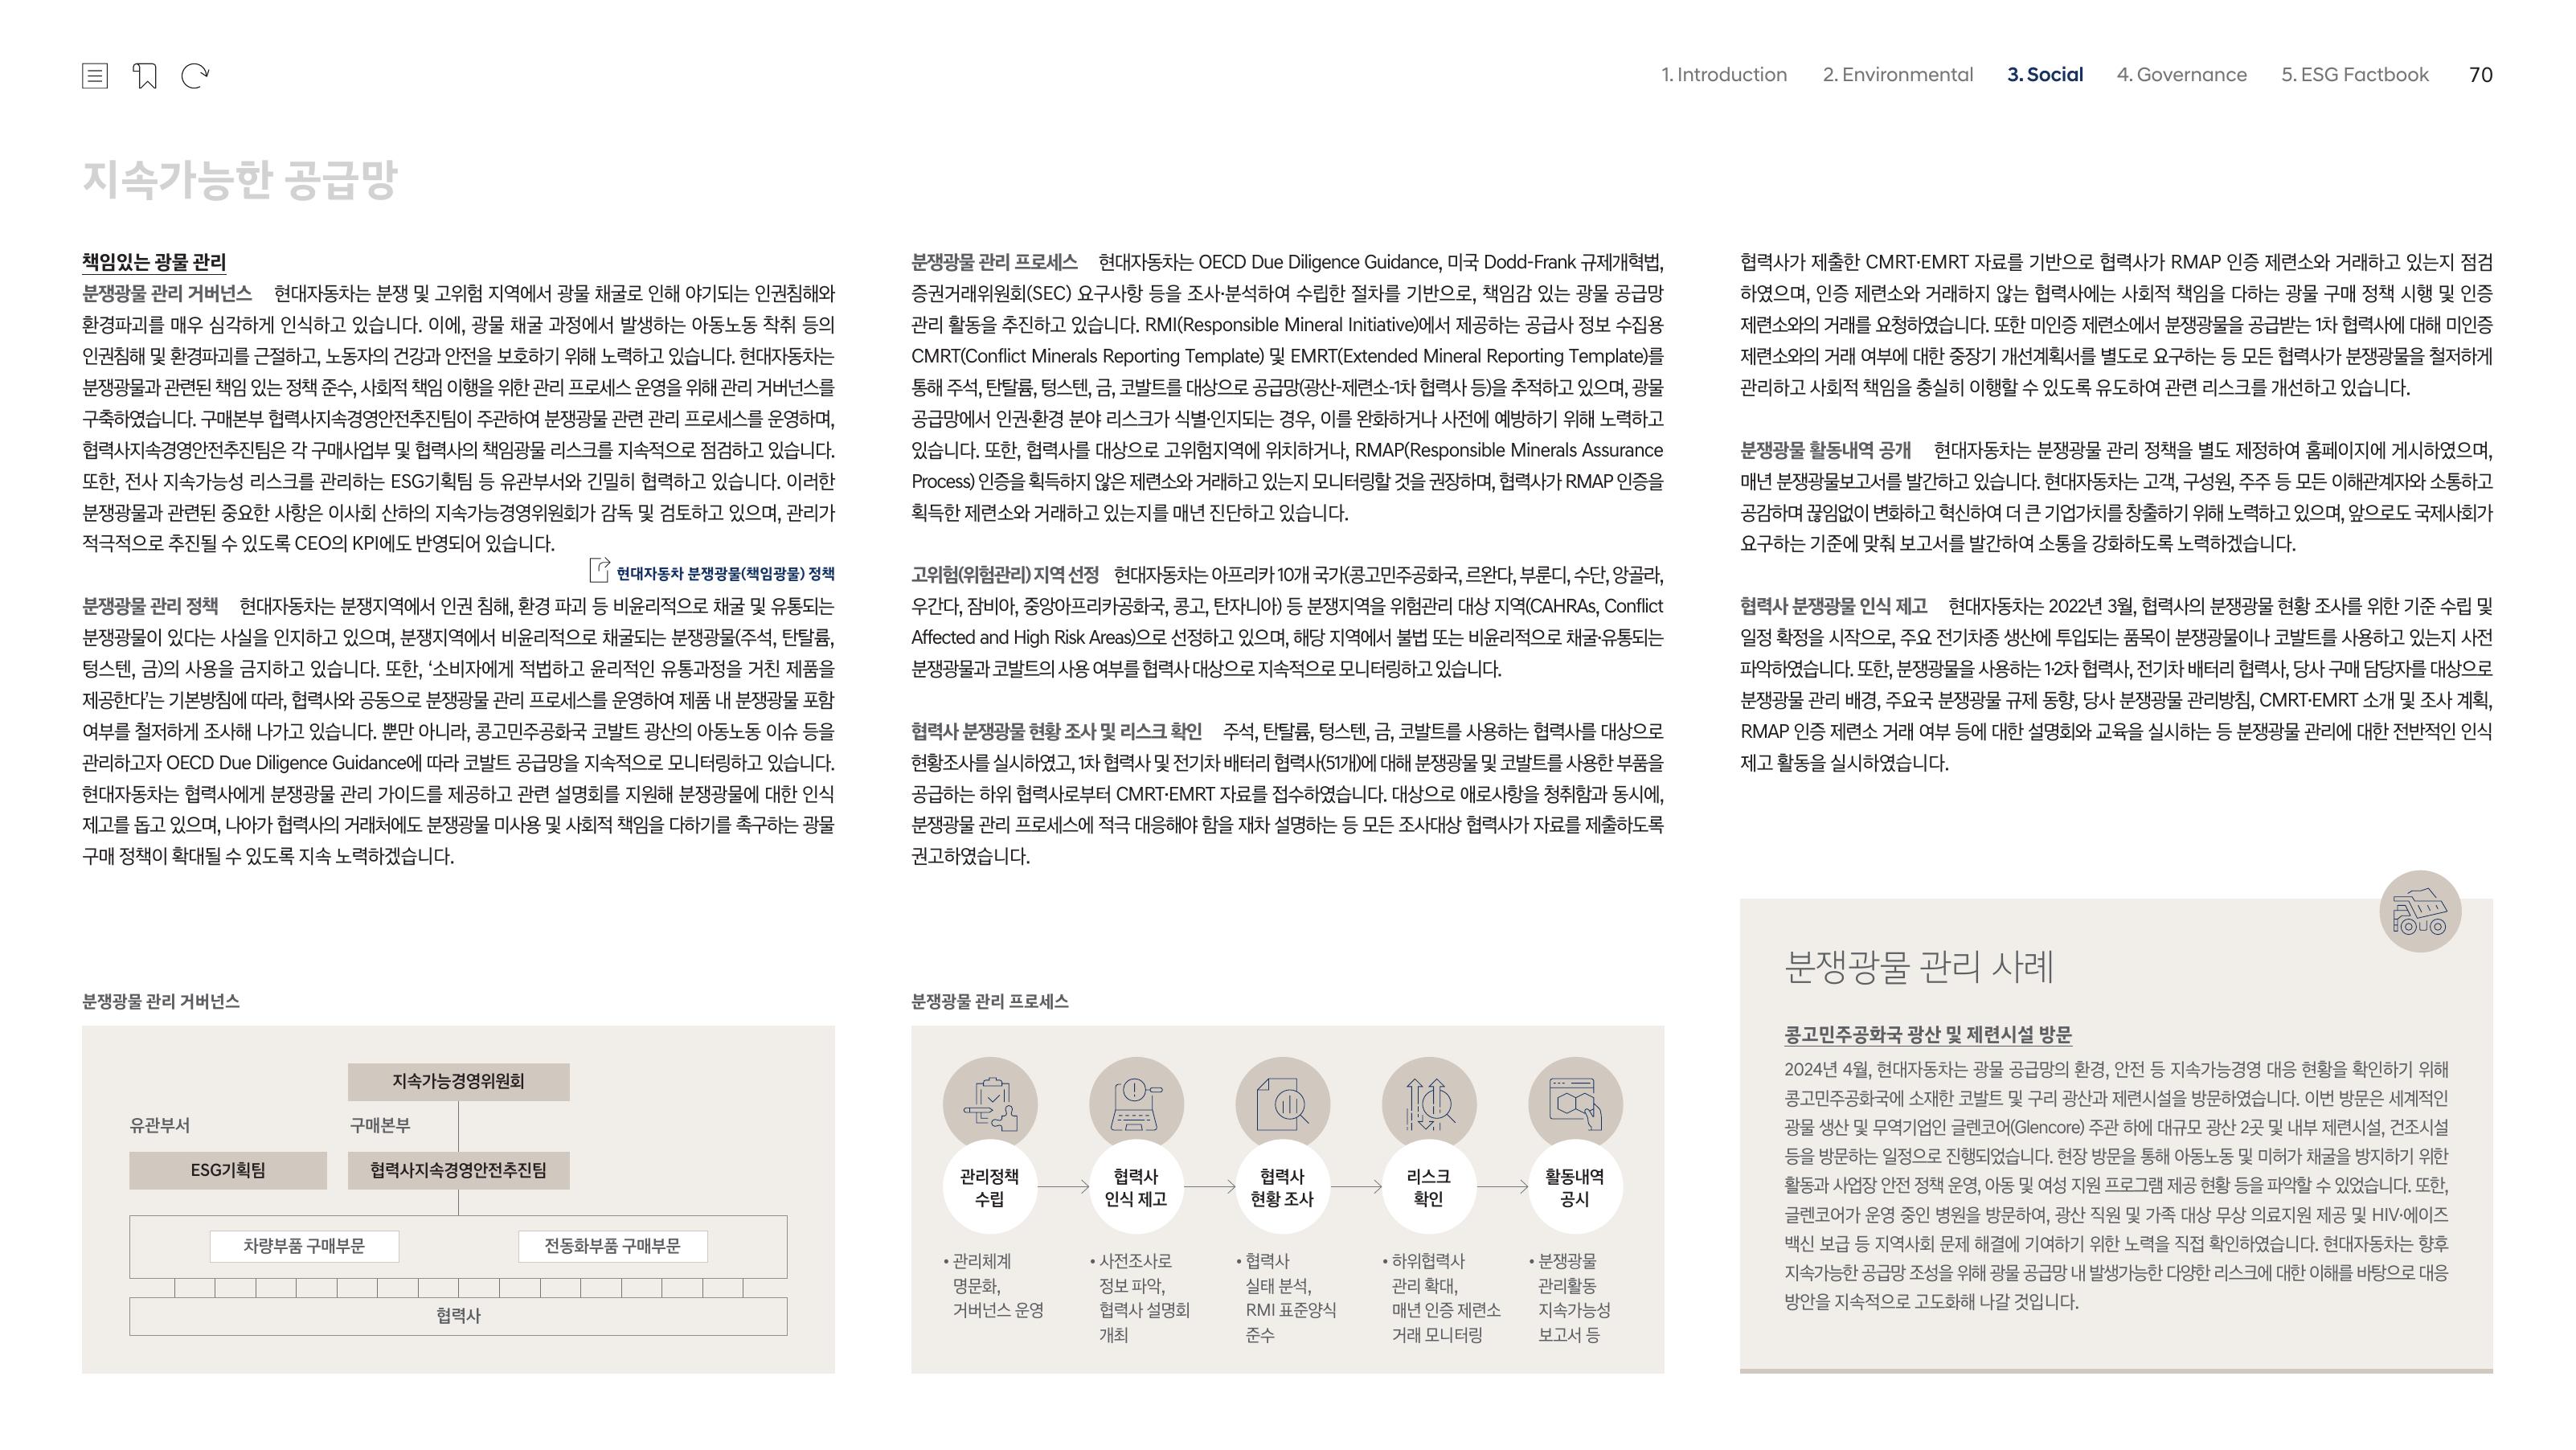 1. Introduction 2. Environmental 3. Social 4. Governance 5. ESG Factbook 70
지속가능한 공급망
책임있는 광물 관리
분쟁광물 관리 거버넌스 현대자동차는 분쟁 및 고위험 지역에서 광물 채굴로 인해 야기되는 인권침해와
환경파괴를 매우 심각하게 인식하고 있습니다. 이에, 광물 채굴 과정에서 발생하는 아동노동 착취 등의
인권침해 및 환경파괴를 근절하고, 노동자의 건강과 안전을 보호하기 위해 노력하고 있습니다. 현대자동차는
분쟁광물과 관련된 책임 있는 정책 준수, 사회적 책임 이행을 위한 관리 프로세스 운영을 위해 관리 거버넌스를
구축하였습니다. 구매본부 협력사지속경영안전추진팀이 주관하여 분쟁광물 관련 관리 프로세스를 운영하며,
협력사지속경영안전추진팀은 각 구매사업부 및 협력사의 책임광물 리스크를 지속적으로 점검하고 있습니다.
또한, 전사 지속가능성 리스크를 관리하는 ESG기획팀 등 유관부서와 긴밀히 협력하고 있습니다. 이러한
분쟁광물과 관련된 중요한 사항은 이사회 산하의 지속가능경영위원회가 감독 및 검토하고 있으며, 관리가
적극적으로 추진될 수 있도록 CEO의 KPI에도 반영되어 있습니다.
현대자동차 분쟁광물(책임광물) 정책
분쟁광물 관리 정책 현대자동차는 분쟁지역에서 인권 침해, 환경 파괴 등 비윤리적으로 채굴 및 유통되는
분쟁광물이 있다는 사실을 인지하고 있으며, 분쟁지역에서 비윤리적으로 채굴되는 분쟁광물(주석, 탄탈륨,
텅스텐, 금)의 사용을 금지하고 있습니다. 또한, ‘소비자에게 적법하고 윤리적인 유통과정을 거친 제품을
제공한다’는 기본방침에 따라, 협력사와 공동으로 분쟁광물 관리 프로세스를 운영하여 제품 내 분쟁광물 포함
여부를 철저하게 조사해 나가고 있습니다. 뿐만 아니라, 콩고민주공화국 코발트 광산의 아동노동 이슈 등을
관리하고자 OECD Due Diligence Guidance에 따라 코발트 공급망을 지속적으로 모니터링하고 있습니다.
현대자동차는 협력사에게 분쟁광물 관리 가이드를 제공하고 관련 설명회를 지원해 분쟁광물에 대한 인식
제고를 돕고 있으며, 나아가 협력사의 거래처에도 분쟁광물 미사용 및 사회적 책임을 다하기를 촉구하는 광물
구매 정책이 확대될 수 있도록 지속 노력하겠습니다.
분쟁광물 관리 거버넌스
지속가능경영위원회
유관부서 구매본부
ESG기획팀 협력사지속경영안전추진팀
차량부품 구매부문 전동화부품 구매부문
협력사
분쟁광물 관리 프로세스 현대자동차는 OECD Due Diligence Guidance, 미국 Dodd-Frank 규제개혁법,
증권거래위원회(SEC) 요구사항 등을 조사·분석하여 수립한 절차를 기반으로, 책임감 있는 광물 공급망
관리 활동을 추진하고 있습니다. RMI(Responsible Mineral Initiative)에서 제공하는 공급사 정보 수집용
CMRT(Conflict Minerals Reporting Template) 및 EMRT(Extended Mineral Reporting Template)를
통해 주석, 탄탈륨, 텅스텐, 금, 코발트를 대상으로 공급망(광산-제련소-1차 협력사 등)을 추적하고 있으며, 광물
공급망에서 인권·환경 분야 리스크가 식별·인지되는 경우, 이를 완화하거나 사전에 예방하기 위해 노력하고
있습니다. 또한, 협력사를 대상으로 고위험지역에 위치하거나, RMAP(Responsible Minerals Assurance
Process) 인증을 획득하지 않은 제련소와 거래하고 있는지 모니터링할 것을 권장하며, 협력사가 RMAP 인증을
획득한 제련소와 거래하고 있는지를 매년 진단하고 있습니다.
고위험(위험관리) 지역 선정 현대자동차는 아프리카 10개 국가(콩고민주공화국, 르완다, 부룬디, 수단, 앙골라,
우간다, 잠비아, 중앙아프리카공화국, 콩고, 탄자니아) 등 분쟁지역을 위험관리 대상 지역(CAHRAs, Conflict
Affected and High Risk Areas)으로 선정하고 있으며, 해당 지역에서 불법 또는 비윤리적으로 채굴·유통되는
분쟁광물과 코발트의 사용 여부를 협력사 대상으로 지속적으로 모니터링하고 있습니다.
협력사 분쟁광물 현황 조사 및 리스크 확인 주석, 탄탈륨, 텅스텐, 금, 코발트를 사용하는 협력사를 대상으로
현황조사를 실시하였고, 1차 협력사 및 전기차 배터리 협력사(51개)에 대해 분쟁광물 및 코발트를 사용한 부품을
공급하는 하위 협력사로부터 CMRT·EMRT 자료를 접수하였습니다. 대상으로 애로사항을 청취함과 동시에,
분쟁광물 관리 프로세스에 적극 대응해야 함을 재차 설명하는 등 모든 조사대상 협력사가 자료를 제출하도록
권고하였습니다.
분쟁광물 관리 프로세스
관리정책
수립
협력사
인식 제고
협력사
현황 조사
리스크
확인
활동내역
공시
• 관리체계
명문화,
거버넌스 운영
• 사전조사로
정보 파악,
협력사 설명회
개최
• 협력사
실태 분석,
RMI 표준양식
준수
• 하위협력사
관리 확대,
매년 인증 제련소
거래 모니터링
• 분쟁광물
관리활동
지속가능성
보고서 등
협력사가 제출한 CMRT·EMRT 자료를 기반으로 협력사가 RMAP 인증 제련소와 거래하고 있는지 점검
하였으며, 인증 제련소와 거래하지 않는 협력사에는 사회적 책임을 다하는 광물 구매 정책 시행 및 인증
제련소와의 거래를 요청하였습니다. 또한 미인증 제련소에서 분쟁광물을 공급받는 1차 협력사에 대해 미인증
제련소와의 거래 여부에 대한 중장기 개선계획서를 별도로 요구하는 등 모든 협력사가 분쟁광물을 철저하게
관리하고 사회적 책임을 충실히 이행할 수 있도록 유도하여 관련 리스크를 개선하고 있습니다.
분쟁광물 활동내역 공개 현대자동차는 분쟁광물 관리 정책을 별도 제정하여 홈페이지에 게시하였으며,
매년 분쟁광물보고서를 발간하고 있습니다. 현대자동차는 고객, 구성원, 주주 등 모든 이해관계자와 소통하고
공감하며 끊임없이 변화하고 혁신하여 더 큰 기업가치를 창출하기 위해 노력하고 있으며, 앞으로도 국제사회가
요구하는 기준에 맞춰 보고서를 발간하여 소통을 강화하도록 노력하겠습니다.
협력사 분쟁광물 인식 제고 현대자동차는 2022년 3월, 협력사의 분쟁광물 현황 조사를 위한 기준 수립 및
일정 확정을 시작으로, 주요 전기차종 생산에 투입되는 품목이 분쟁광물이나 코발트를 사용하고 있는지 사전
파악하였습니다. 또한, 분쟁광물을 사용하는 1·2차 협력사, 전기차 배터리 협력사, 당사 구매 담당자를 대상으로
분쟁광물 관리 배경, 주요국 분쟁광물 규제 동향, 당사 분쟁광물 관리방침, CMRT·EMRT 소개 및 조사 계획,
RMAP 인증 제련소 거래 여부 등에 대한 설명회와 교육을 실시하는 등 분쟁광물 관리에 대한 전반적인 인식
제고 활동을 실시하였습니다.
분쟁광물 관리 사례
콩고민주공화국 광산 및 제련시설 방문
2024년 4월, 현대자동차는 광물 공급망의 환경, 안전 등 지속가능경영 대응 현황을 확인하기 위해
콩고민주공화국에 소재한 코발트 및 구리 광산과 제련시설을 방문하였습니다. 이번 방문은 세계적인
광물 생산 및 무역기업인 글렌코어(Glencore) 주관 하에 대규모 광산 2곳 및 내부 제련시설, 건조시설
등을 방문하는 일정으로 진행되었습니다. 현장 방문을 통해 아동노동 및 미허가 채굴을 방지하기 위한
활동과 사업장 안전 정책 운영, 아동 및 여성 지원 프로그램 제공 현황 등을 파악할 수 있었습니다. 또한,
글렌코어가 운영 중인 병원을 방문하여, 광산 직원 및 가족 대상 무상 의료지원 제공 및 HIV·에이즈
백신 보급 등 지역사회 문제 해결에 기여하기 위한 노력을 직접 확인하였습니다. 현대자동차는 향후
지속가능한 공급망 조성을 위해 광물 공급망 내 발생가능한 다양한 리스크에 대한 이해를 바탕으로 대응
방안을 지속적으로 고도화해 나갈 것입니다.